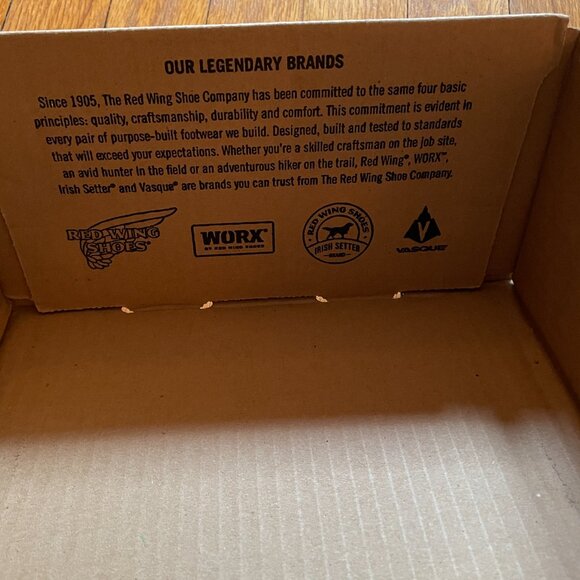 OUR LEGENDARY BRANDS
Since 1905, The Red Wing Shoe Company has been committed to the same four basic
principles: quality, craftsmanship, durability and comfort. This commitment is evident in
every pair of purpose-built footwear we build. Designed, built and tested to standards
that will exceed your expectations. Whether you're a skilled craftsman on the job site,
an avid hunter in the field or an adventurous hiker on the trail, Red Wing®, WORX™,
Irish Setter® and Vasque® are brands you can trust from The Red Wing Shoe Company.
RED WING
SHOES®
WORX®
BY RED WING SHOES
RED WING SHOES
IRISH SETTER
BRAND
VASQUE®